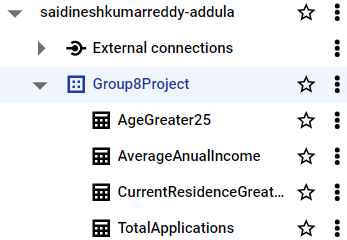 saidineshkumarreddy-addula
External connections
Group8Project
AgeGreater25
AverageAnualIncome
CurrentResidenceGreat...
TotalApplications